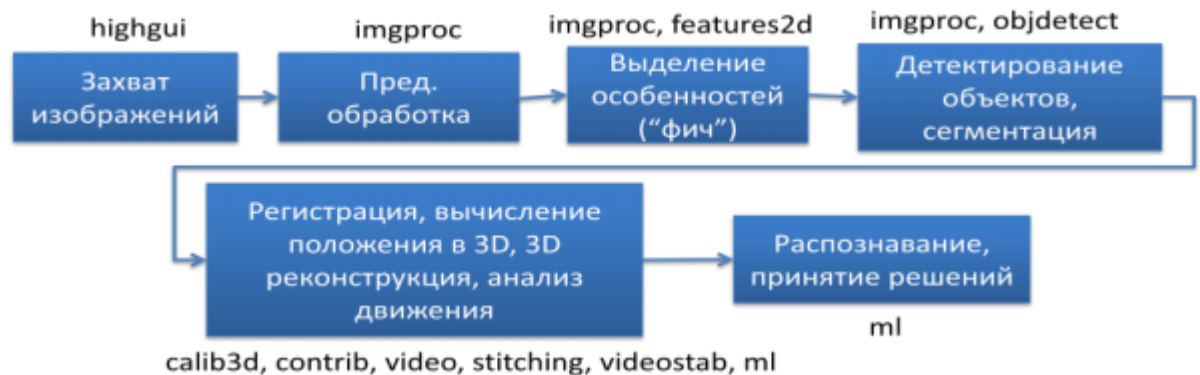 highgui
imgproc
imgproc, features2d
imgproc, objdetect
Захват
изображений
Пред.
обработка
Выделение
особенностей
(“фич”)
Детектирование
объектов,
сегментация
Регистрация, вычисление
положения в 3D, 3D
реконструкция, анализ
движения
Распознавание,
принятие решений
ml
calib3d, contrib, video, stitching, videostab, ml